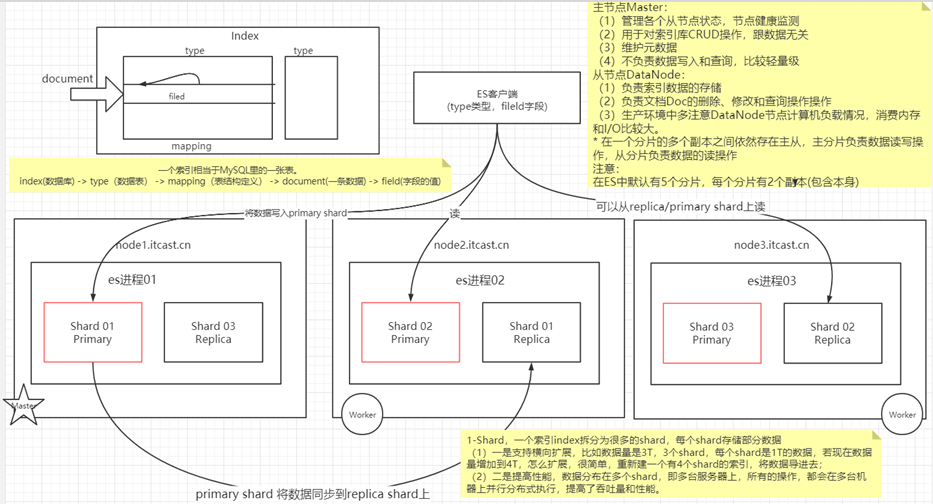 主节点Master：
（1）管理各个从节点状态，节点健康监测
（2）用于对索引库CRUD操作，跟数据无关
（3）维护元数据
（4）不负责数据写入和查询，比较轻量级
从节点DataNode：
（1）负责索引数据的存储
（2）负责文档Doc的删除、修改和查询操作操作
（3）生产环境中多注意DataNode节点计算机负载情况，消费内存
和I/O比较大。
* 在一个分片的多个副本之间依然存在主从，主分片负责数据读写操
作，从分片负责数据的读操作
注意：
在ES中默认有5个分片，每个分片有2个副本(包含本身)
Index
type
type
document
filed
mapping
ES客户端
(type类型，fileId字段)
一个索引相当于MySQL里的一张表。
index(数据库) -> type（数据表） -> mapping（表结构定义） -> document(一条数据) -> field(字段的值)
将数据写入primary shard
读
可以从replica/primary shard上读
node1.itcast.cn
es进程01
Shard 01
Primary
Shard 03
Replica
Master
node2.itcast.cn
es进程02
Shard 02
Primary
Shard 01
Replica
Worker
node3.itcast.cn
es进程03
Shard 03
Primary
Shard 02
Replica
Worker
1-Shard，一个索引index拆分为很多的shard，每个shard存储部分数据
（1）一是支持横向扩展，比如数据量是3T，3个shard，每个shard是1T的数据，若现在数据
量增加到4T，怎么扩展，很简单，重新建一个有4个shard的索引，将数据导进去；
（2）二是提高性能，数据分布在多个shard，即多台服务器上，所有的操作，都会在多台机
器上并行分布式执行，提高了吞吐量和性能。
primary shard 将数据同步到replica shard上